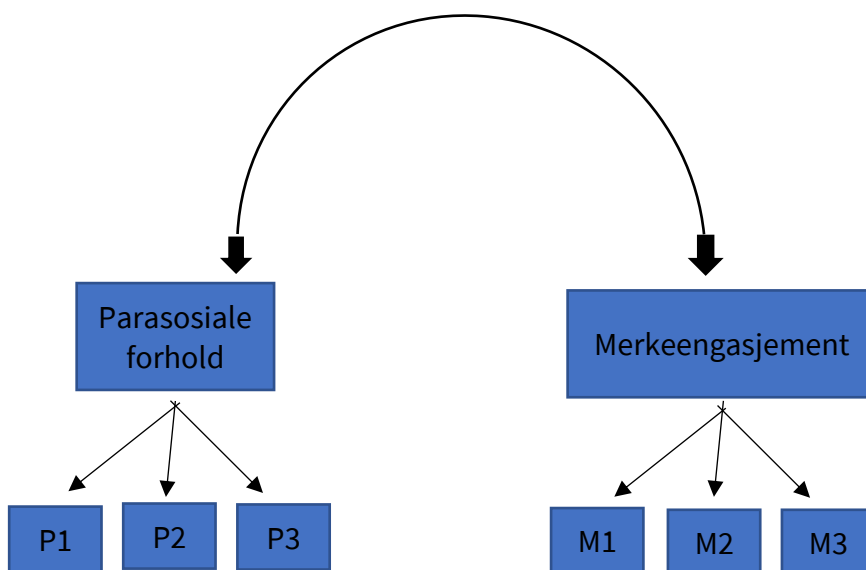 Parasosiale
forhold
Merkeengasjement
P1
P2
P3
M1
M2
M3